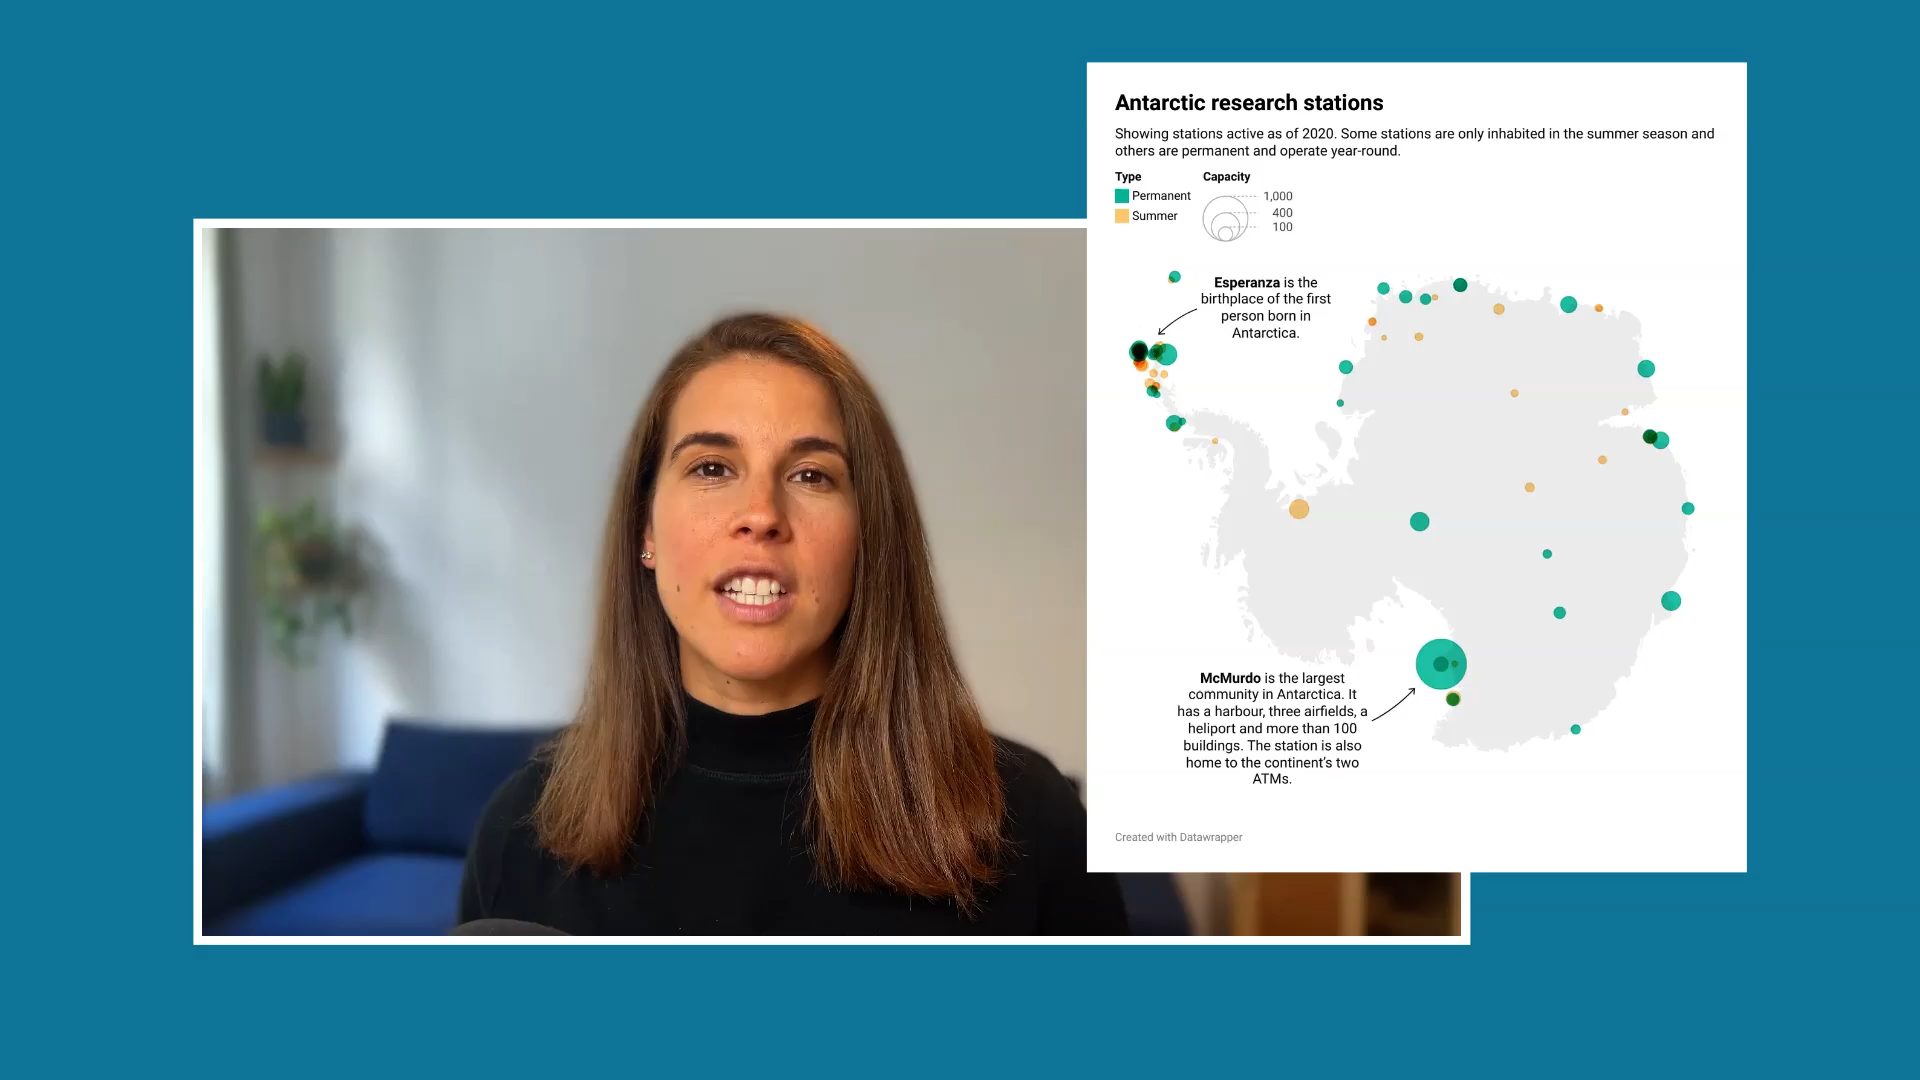 Antarctic research stations
Showing stations active as of 2020. Some stations are only inhabited in the summer season and
others are permanent and operate year-round.
Type
Capacity
Permanent
Summer
1,000
400
100
Esperanza is the
birthplace of the first
person born in
Antarctica.
McMurdo is the largest
community in Antarctica. It
has a harbour, three airfields, a
heliport and more than 100
buildings. The station is also
home to the continent's two
ATMs.
Created with Datawrapper